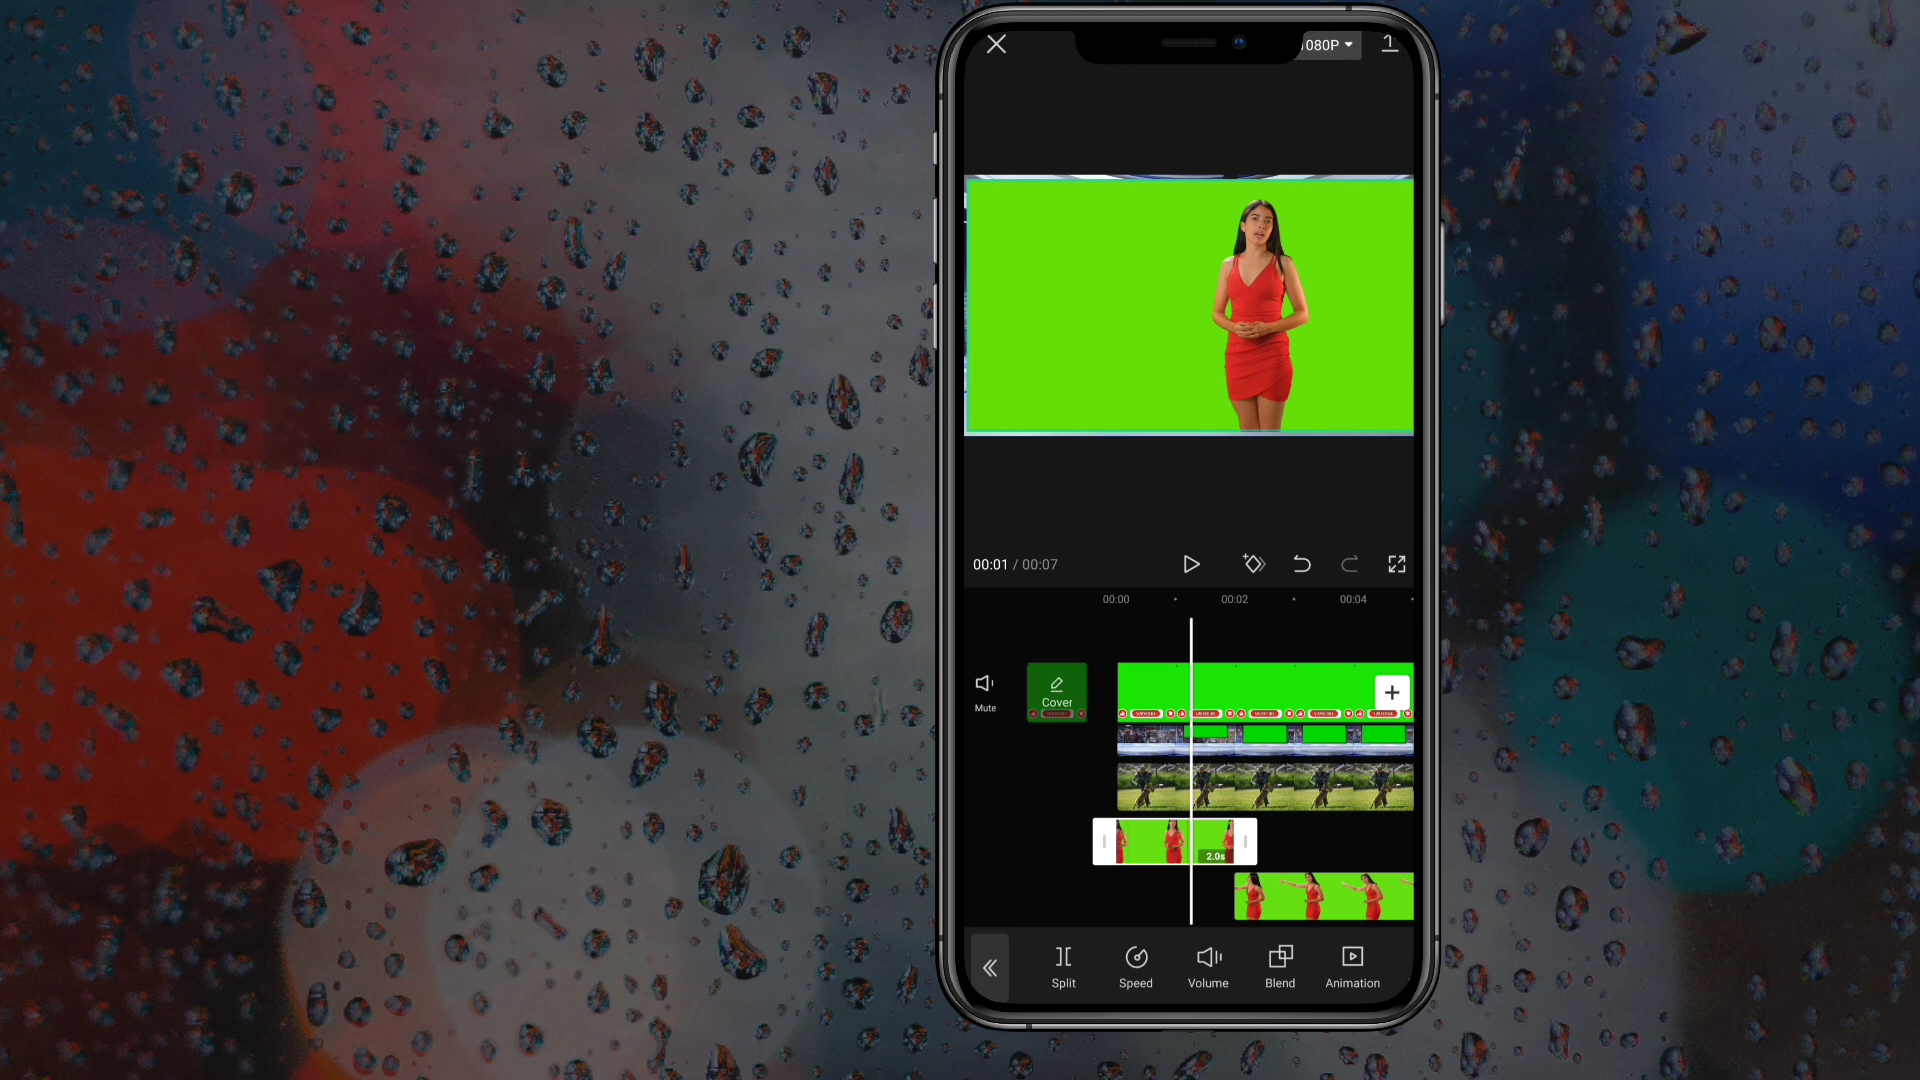 080P
00:01 / 00:07
00:00
00:02
00:04
Mute
Cover
2.0s
Split
Speed
Volume
Blend
Animation